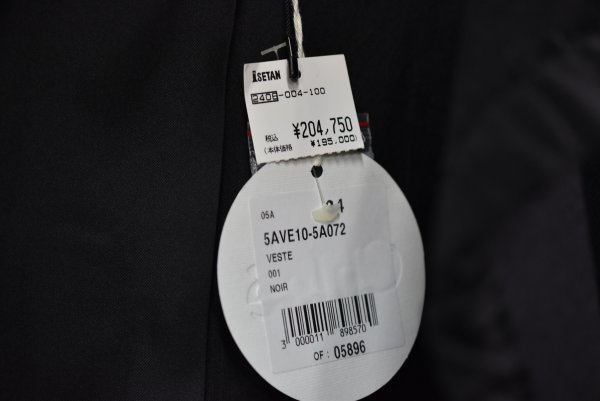 ISETAN
240S-004-100
税込 ¥204,750
(本体価格 ¥195,000)
05A
5AVE10-5A072
VESTE
001
NOIR
3 000011 898570
OF : 05896